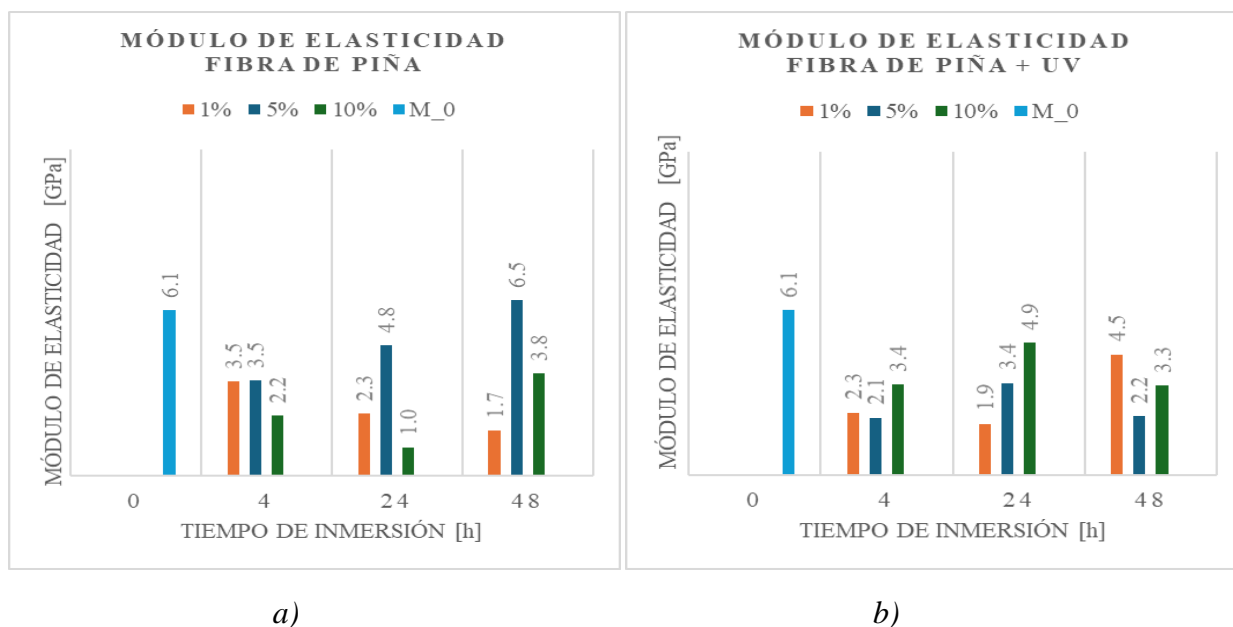 MÓDULO DE ELASTICIDAD
FIBRA DE PIÑA
1% 5% 10% M_0
MÓDULO DE ELASTICIDAD [GPa]
6.1
3.5
3.5
2.2
2.3
4.8
1.0
1.7
6.5
3.8
0 4 24 48
TIEMPO DE INMERSIÓN [h]
a)
MÓDULO DE ELASTICIDAD
FIBRA DE PIÑA + UV
1% 5% 10% M_0
MÓDULO DE ELASTICIDAD [GPa]
6.1
2.3
2.1
3.4
1.9
3.4
4.9
4.5
2.2
3.3
0 4 24 48
TIEMPO DE INMERSIÓN [h]
b)